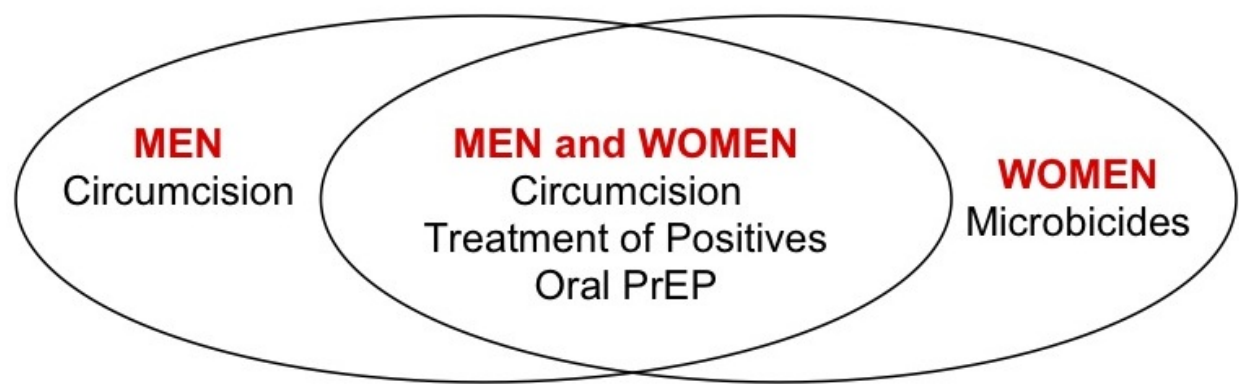 MEN
Circumcision
MEN and WOMEN
Circumcision
Treatment of Positives
Oral PrEP
WOMEN
Microbicides